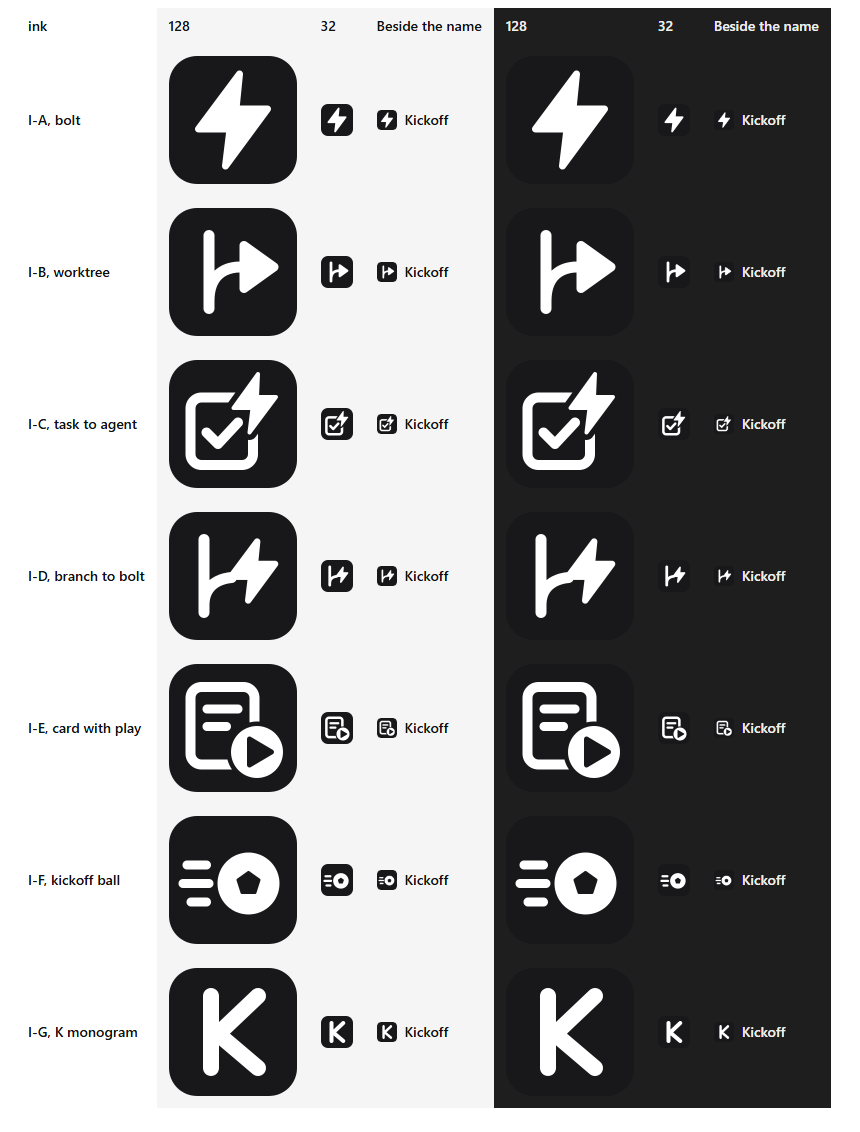 ink 128 32 Beside the name 128 32 Beside the name
I-A, bolt Kickoff Kickoff
I-B, worktree Kickoff Kickoff
I-C, task to agent Kickoff Kickoff
I-D, branch to bolt Kickoff Kickoff
I-E, card with play Kickoff Kickoff
I-F, kickoff ball Kickoff Kickoff
I-G, K monogram K K K Kickoff K K K Kickoff